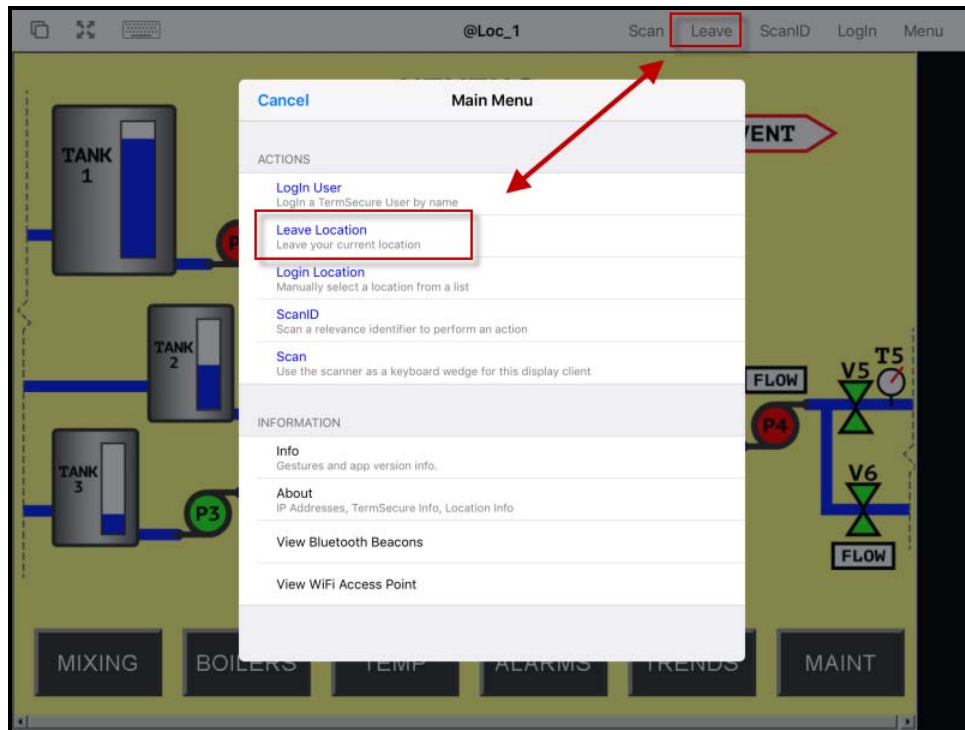 @Loc_1 Scan Leave ScanID LogIn Menu
Cancel Main Menu
VENT
TANK
1
ACTIONS
LogIn User
LogIn a TermSecure User by name
Leave Location
Leave your current location
Login Location
Manually select a location from a list
ScanID
Scan a relevance identifier to perform an action
Scan
Use the scanner as a keyboard wedge for this display client
TANK
2
FLOW
V5
T5
P4
INFORMATION
Info
Gestures and app version info.
About
IP Addresses, TermSecure Info, Location Info
View Bluetooth Beacons
View WiFi Access Point
TANK
3
P3
V6
FLOW
MIXING BOILERS TEMP ALARMS TRENDS MAINT